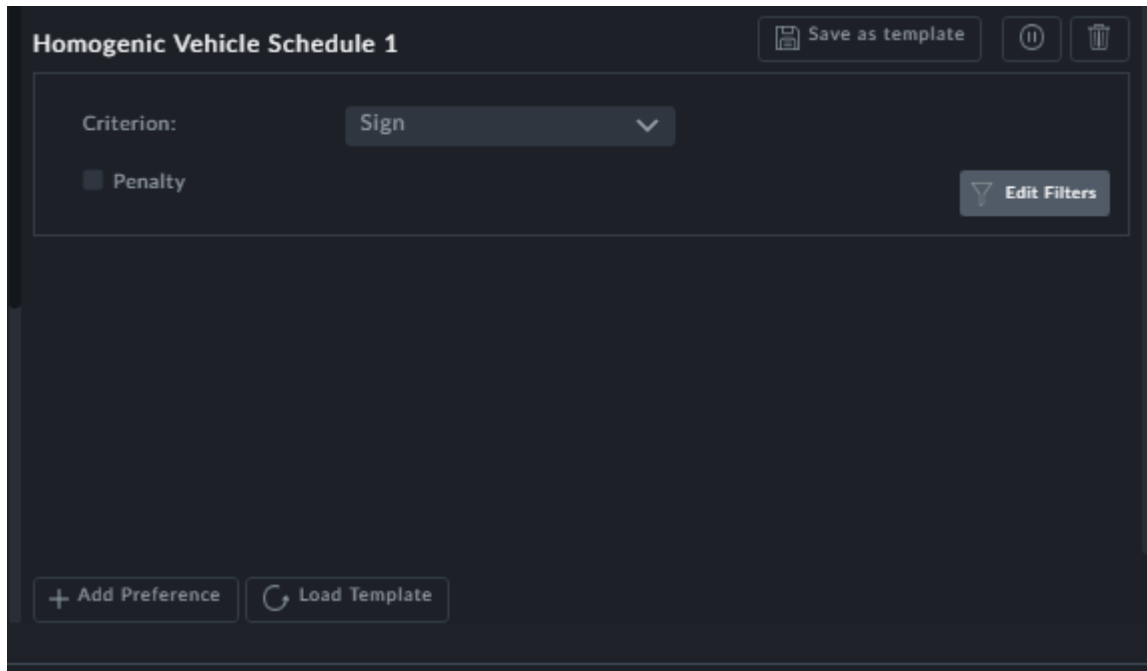 Homogenic Vehicle Schedule 1
Save as template
Criterion:
Sign
Penalty
Edit Filters
Add Preference
Load Template